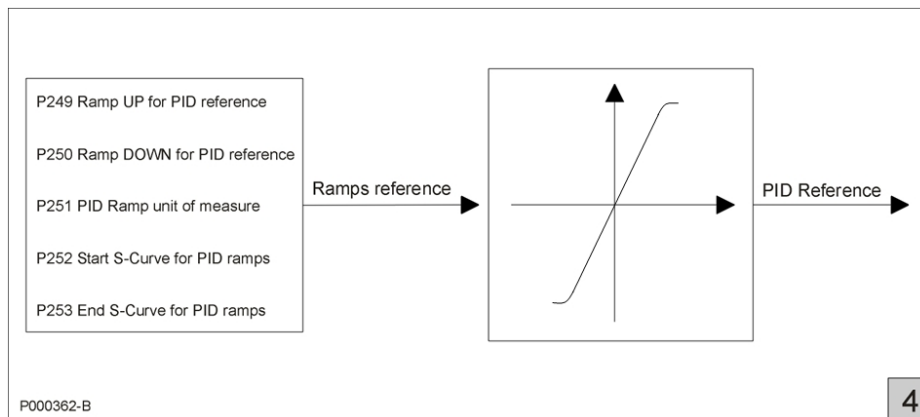 P249 Ramp UP for PID reference
P250 Ramp DOWN for PID reference
P251 PID Ramp unit of measure
P252 Start S-Curve for PID ramps
P253 End S-Curve for PID ramps
Ramps reference
PID Reference
P000362-B
4